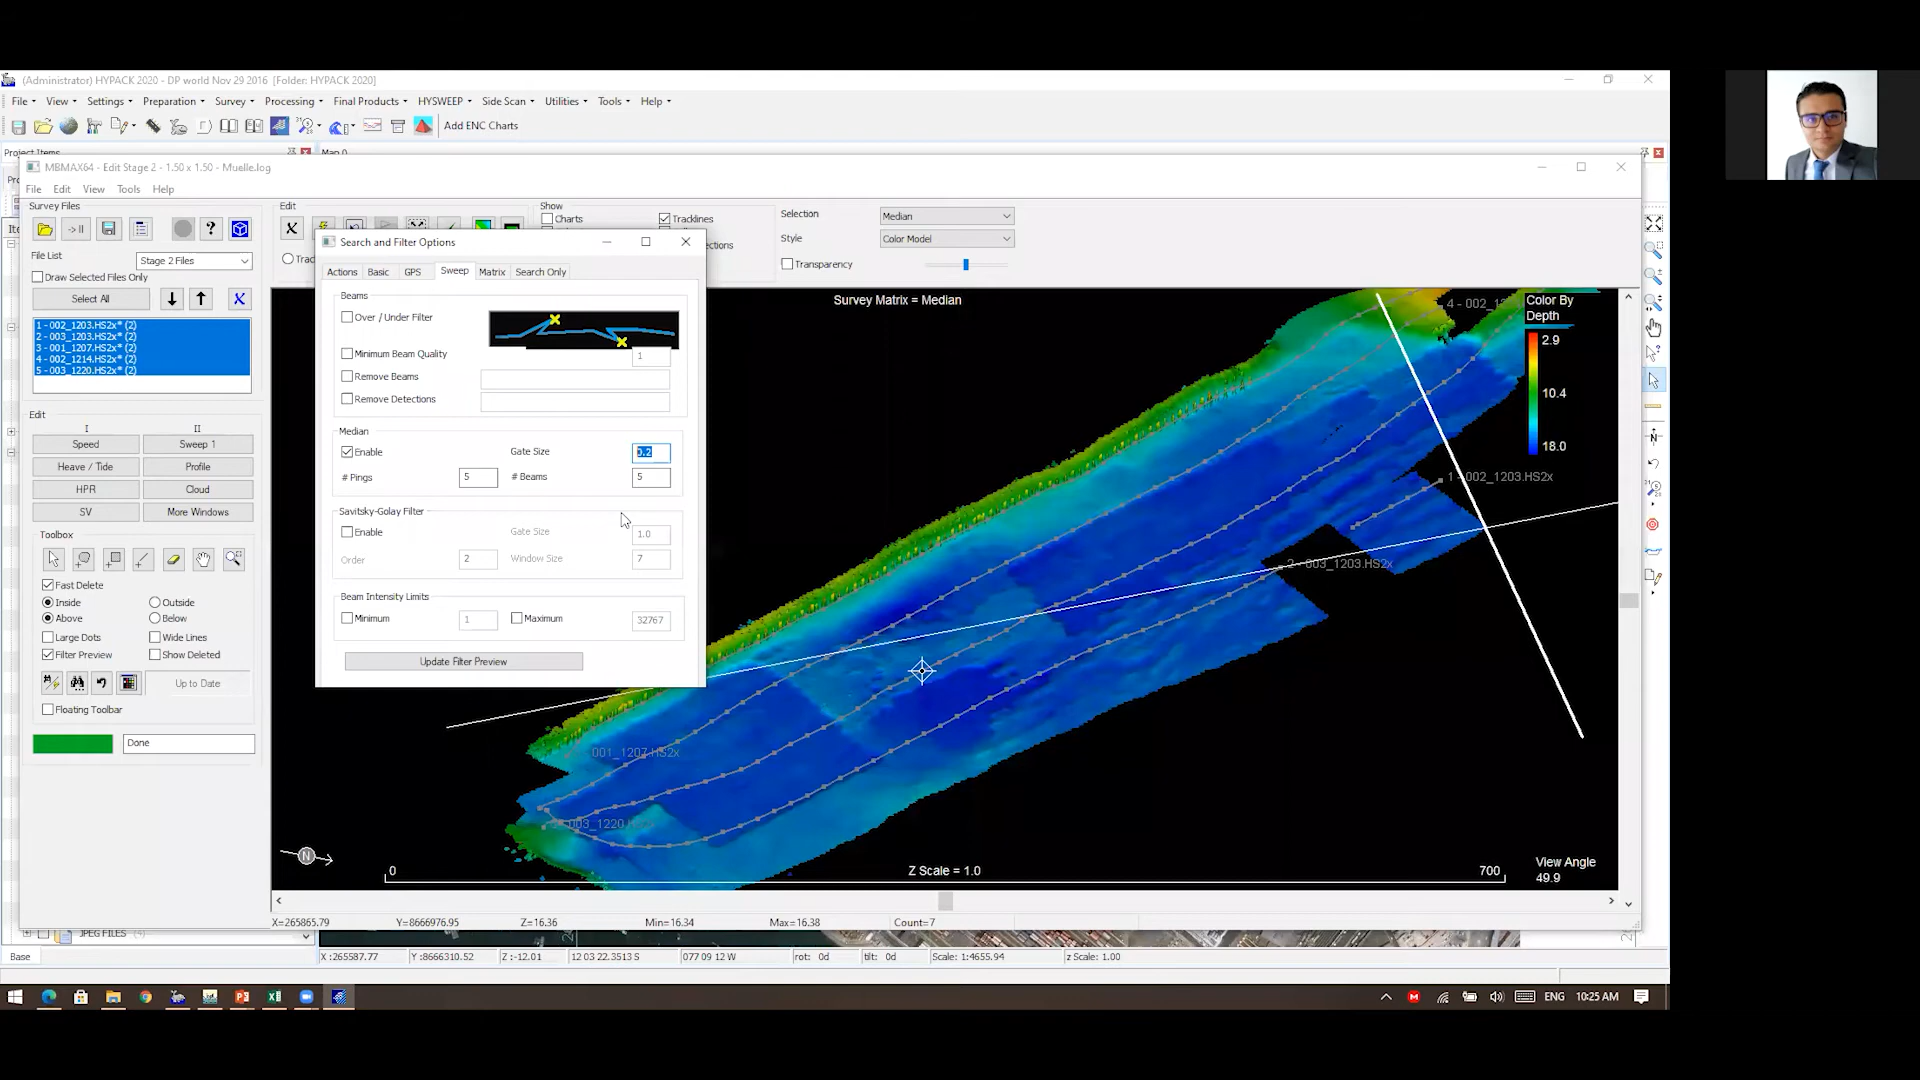 (Administrator) HYPACK 2020 - DP world Nov 29 2016 [Folder: HYPACK 2020]
File View Settings Preparation Survey Processing Final Products HYSWEEP Side Scan Utilities Tools Help
Add ENC Charts
Project Items
Map 0
MBMAX64 - Edit Stage 2 - 1.50 x 1.50 - Muelle.log
File Edit View Tools Help
Survey Files
File List
Stage 2 Files
Draw Selected Files Only
Select All
1 - 002_1203.HS2x* (2)
2 - 003_1203.HS2x* (2)
3 - 001_1207.HS2x* (2)
4 - 002_1214.HS2x* (2)
5 - 003_1220.HS2x* (2)
Edit
I II
Speed Sweep 1
Heave / Tide Profile
HPR Cloud
SV More Windows
Toolbox
Fast Delete
Inside Outside
Above Below
Large Dots Wide Lines
Filter Preview Show Deleted
Up to Date
Floating Toolbar
Done
Edit
Show
Charts
Tracklines
Selection
Median
Style
Color Model
Transparency
Search and Filter Options
Actions Basic GPS Sweep Matrix Search Only
Beams
Over / Under Filter
Minimum Beam Quality 1
Remove Beams
Remove Detections
Median
Enable Gate Size 0.2
# Pings 5 # Beams 5
Savitsky-Golay Filter
Enable Gate Size 1.0
Order 2 Window Size 7
Beam Intensity Limits
Minimum 1 Maximum 32767
Update Filter Preview
Survey Matrix = Median
Color By
Depth
2.9
10.4
18.0
1 - 002_1203.HS2x
2 - 003_1203.HS2x
001_1207.HS2x
N
0 Z Scale = 1.0 700
View Angle
49.9
X=265865.79 Y=8666976.95 Z=16.36 Min=16.34 Max=16.38 Count=7
JPEG FILES (4)
Base
X :265587.77 Y :8666310.52 Z :-12.01 12 03 22.3513 S 077 09 12 W rot: 0d tilt: 0d Scale: 1:4655.94 z Scale: 1.00
ENG 10:25 AM